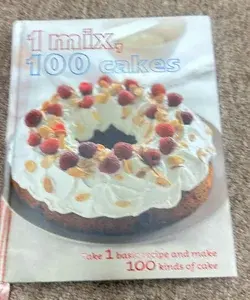 1 mix,
100 cakes
Take 1 basic recipe and make
100 kinds of cake